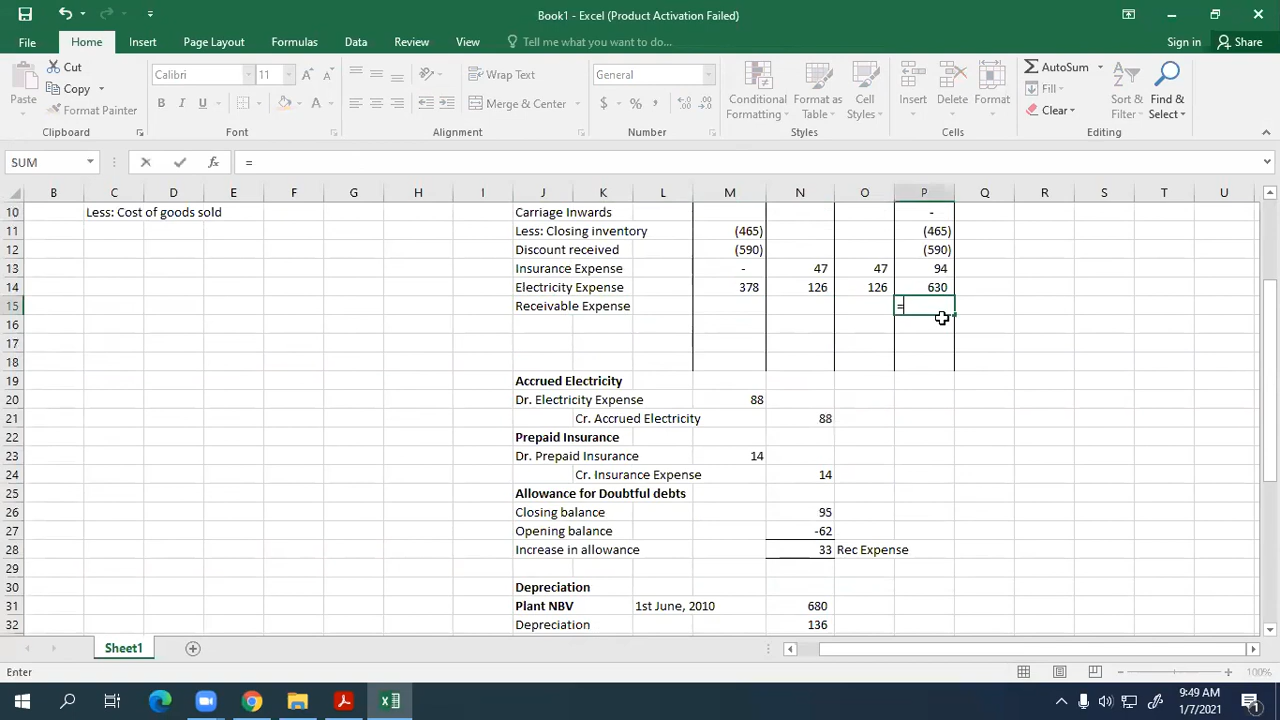 Book1 - Excel (Product Activation Failed)
File Home Insert Page Layout Formulas Data Review View Tell me what you want to do... Sign in Share
Paste Cut Copy Format Painter
Calibri 11
B I U A
Wrap Text
Merge & Center
General
$ % ,
Conditional Formatting Format as Table Cell Styles
Insert Delete Format
AutoSum Fill Clear
Sort & Filter Find & Select
Clipboard Font Alignment Number Styles Cells Editing
SUM fx =
B C D E F G H I J K L M N O P Q R S T U
10 Less: Cost of goods sold Carriage Inwards -
11 Less: Closing inventory (465) (465)
12 Discount received (590) (590)
13 Insurance Expense - 47 47 94
14 Electricity Expense 378 126 126 630
15 Receivable Expense =
16
17
18
19 Accrued Electricity
20 Dr. Electricity Expense 88
21 Cr. Accrued Electricity 88
22 Prepaid Insurance
23 Dr. Prepaid Insurance 14
24 Cr. Insurance Expense 14
25 Allowance for Doubtful debts
26 Closing balance 95
27 Opening balance -62
28 Increase in allowance 33 Rec Expense
29
30 Depreciation
31 Plant NBV 1st June, 2010 680
32 Depreciation 136
Sheet1
Enter 100%
9:49 AM
1/7/2021
1